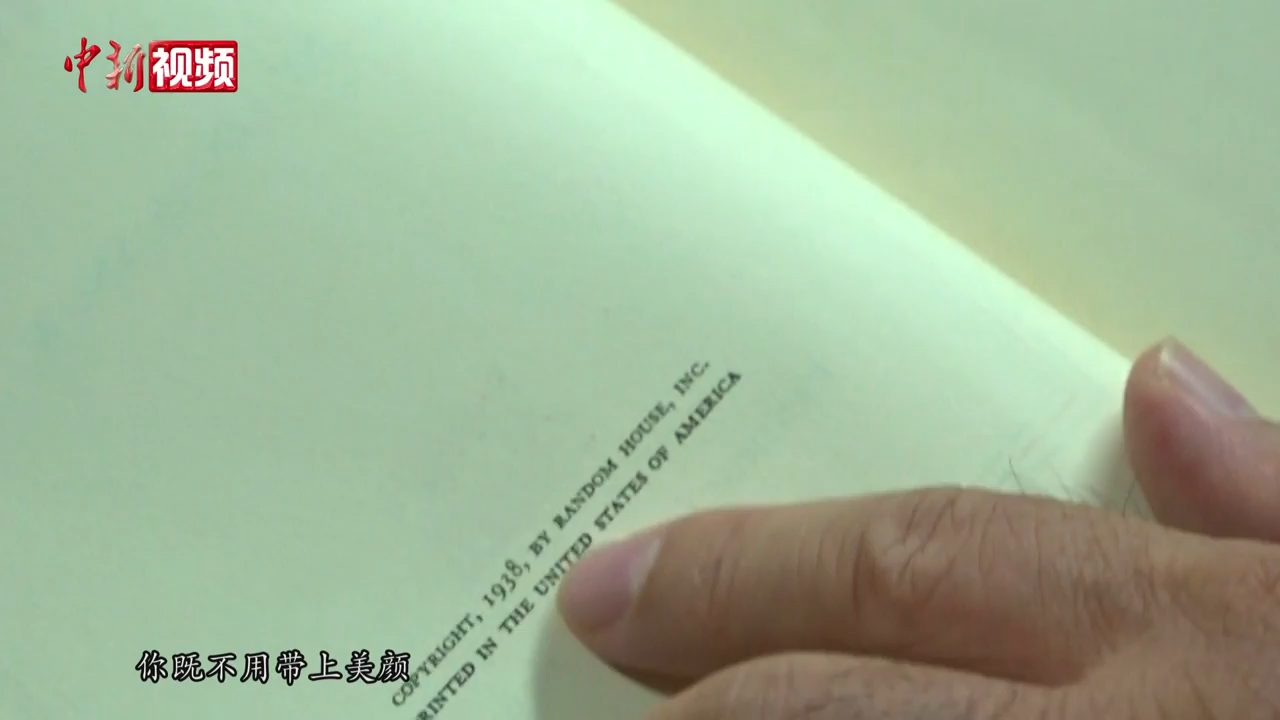 中新视频
COPYRIGHT, 1938, BY RANDOM HOUSE, INC.
PRINTED IN THE UNITED STATES OF AMERICA
你既不用带上美颜